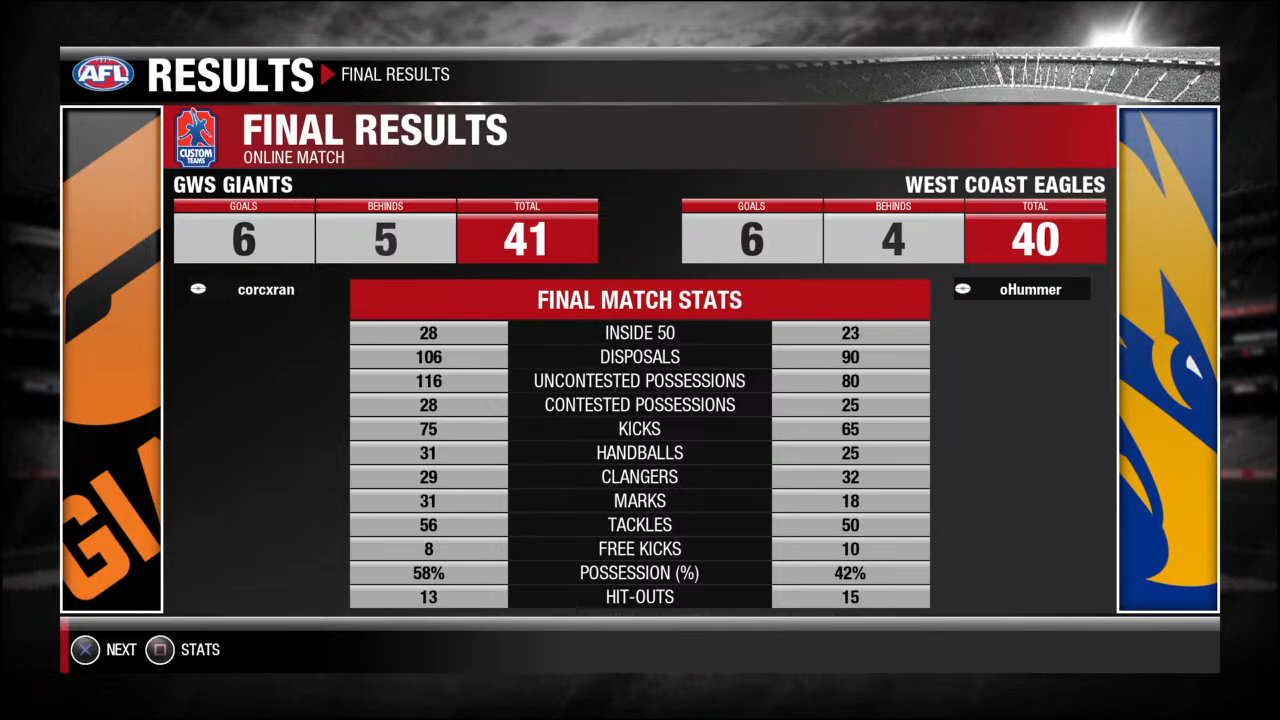 AFL RESULTS FINAL RESULTS
CUSTOM TEAMS
FINAL RESULTS
ONLINE MATCH
GWS GIANTS WEST COAST EAGLES
GOALS BEHINDS TOTAL GOALS BEHINDS TOTAL
6 5 41 6 4 40
corcxran oHummer
FINAL MATCH STATS
28 INSIDE 50 23
106 DISPOSALS 90
116 UNCONTESTED POSSESSIONS 80
28 CONTESTED POSSESSIONS 25
75 KICKS 65
31 HANDBALLS 25
29 CLANGERS 32
31 MARKS 18
56 TACKLES 50
8 FREE KICKS 10
58% POSSESSION (%) 42%
13 HIT-OUTS 15
GIA
NEXT STATS